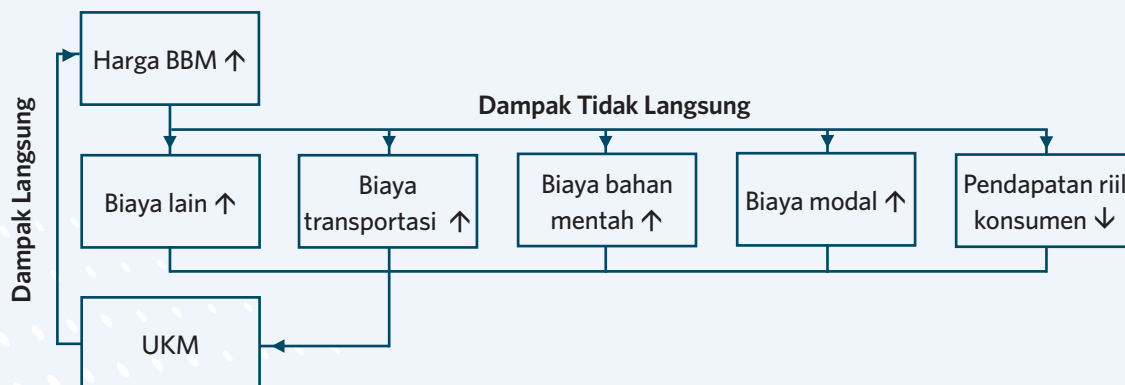 Harga BBM ↑
Dampak Tidak Langsung
Dampak Langsung
Biaya lain ↑
Biaya
transportasi ↑
Biaya bahan
mentah ↑
Biaya modal ↑
Pendapatan riil
konsumen ↓
UKM